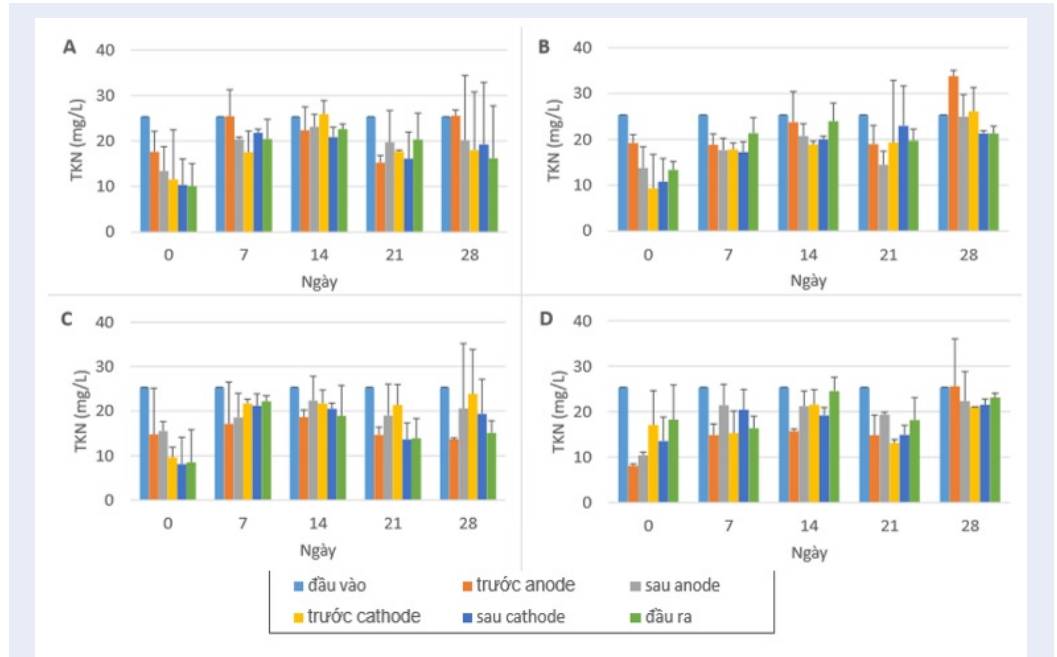 A
B
TKN (mg/L)
40
30
20
10
0
0 7 14 21 28
Ngày
TKN (mg/L)
40
30
20
10
0
0 7 14 21 28
Ngày
C
D
TKN (mg/L)
40
30
20
10
0
0 7 14 21 28
Ngày
TKN (mg/L)
40
30
20
10
0
0 7 14 21 28
Ngày
đầu vào trước anode sau anode
trước cathode sau cathode đầu ra